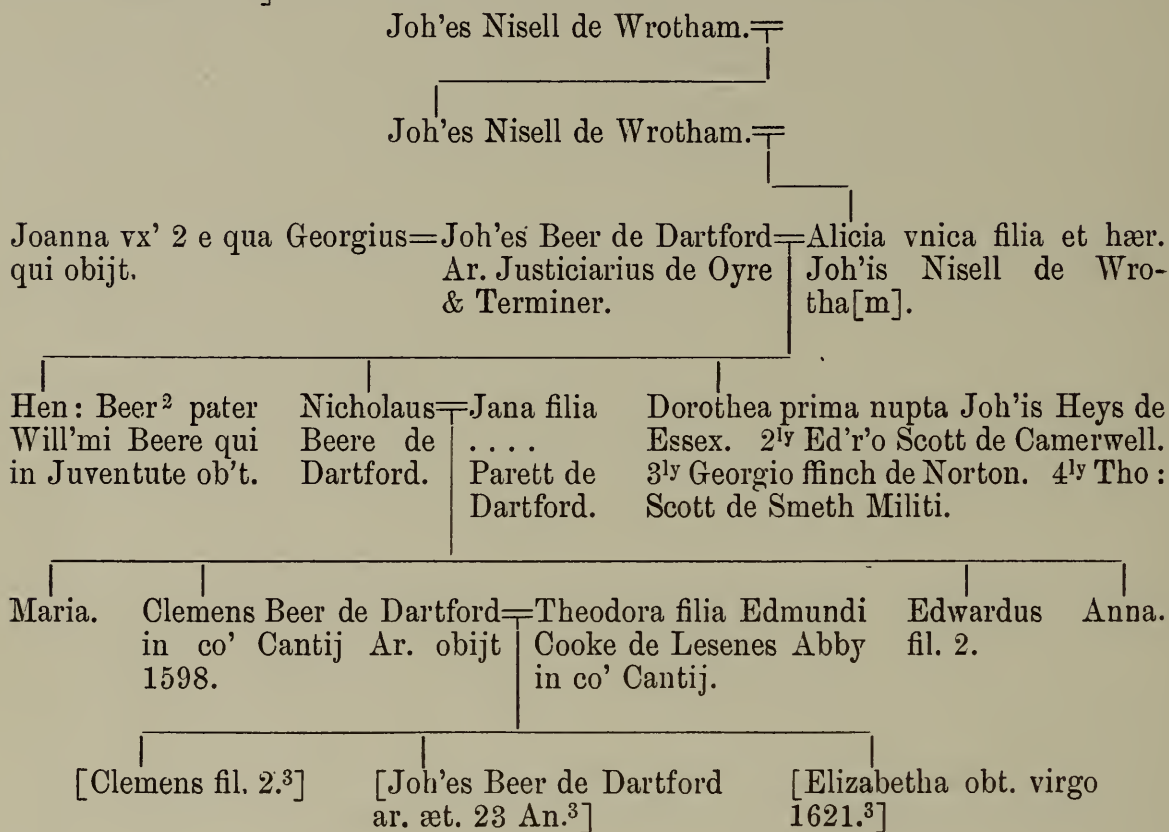 ]
Joh'es Nisell de Wrotham.
Joh'es Nisell de Wrotham.
Joanna vx' 2 e qua Georgius
qui obijt.
Joh'es Beer de Dartford
Ar. Justiciarius de Oyre
& Terminer.
Alicia vnica filia et hær.
Joh'is Nisell de Wro-
tha[m].
Hen: Beer² pater
Will'mi Beere qui
in Juventute ob't.
Nicholaus
Beere de
Dartford.
Jana filia
. . . .
Parett de
Dartford.
Dorothea prima nupta Joh'is Heys de
Essex. 2ˡʸ Ed'r'o Scott de Camerwell.
3ˡʸ Georgio ffinch de Norton. 4ˡʸ Tho:
Scott de Smeth Militi.
Maria.
Clemens Beer de Dartford
in co' Cantij Ar. obijt
1598.
Theodora filia Edmundi
Cooke de Lesenes Abby
in co' Cantij.
Edwardus
fil. 2.
Anna.
[Clemens fil. 2.³]
[Joh'es Beer de Dartford
ar. æt. 23 An.³]
[Elizabetha obt. virgo
1621.³]